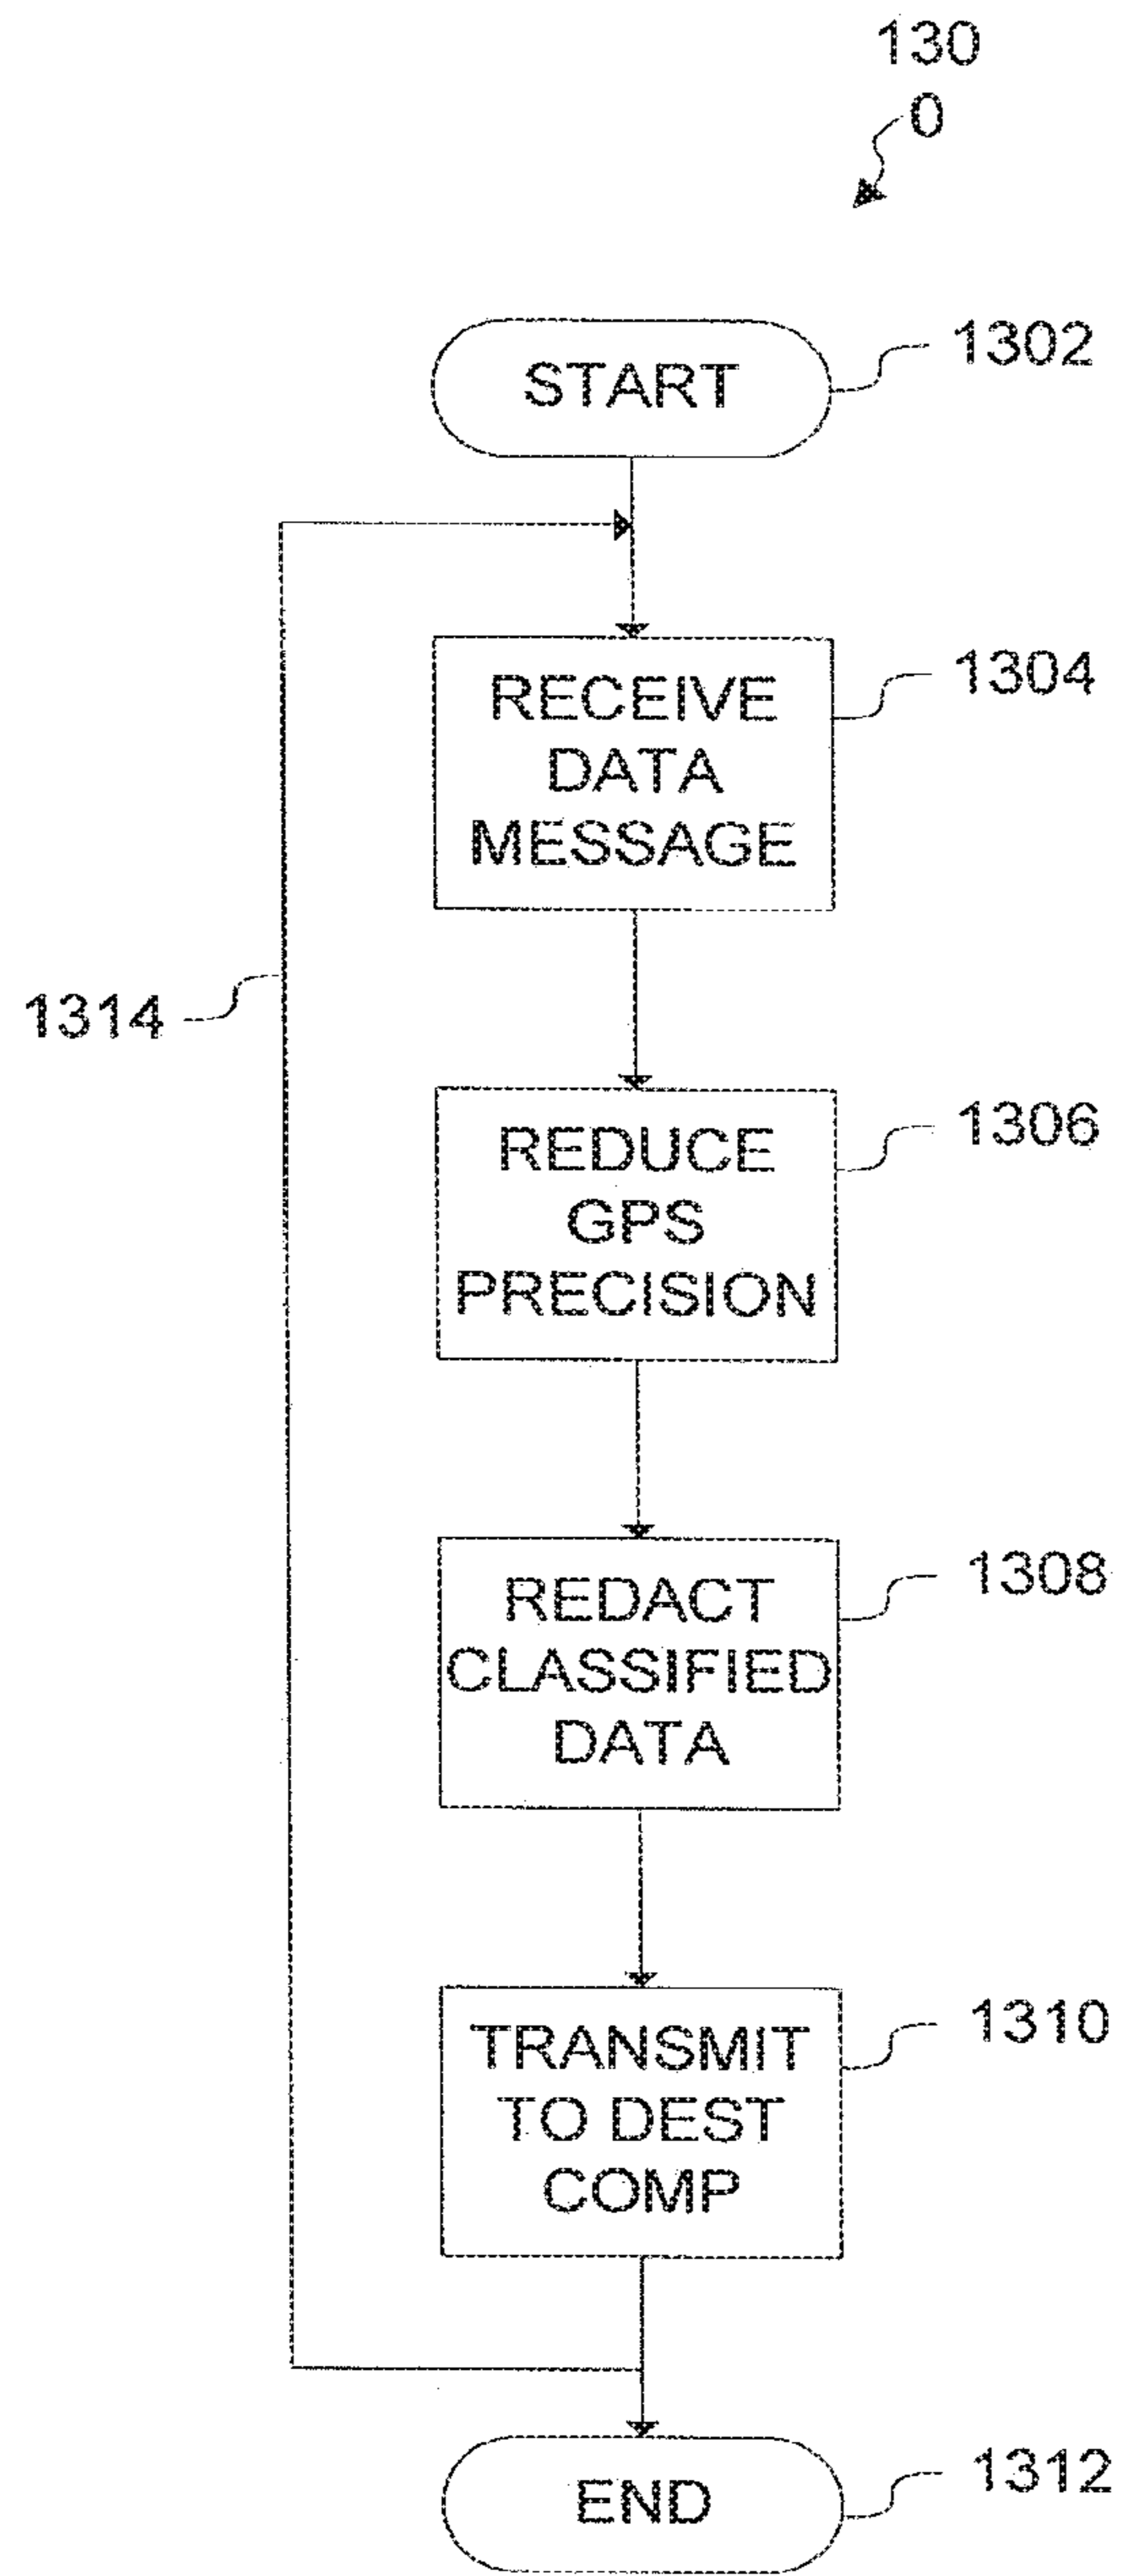 130
0
START
1302
RECEIVE
DATA
MESSAGE
1304
1314
REDUCE
GPS
PRECISION
1306
REDACT
CLASSIFIED
DATA
1308
TRANSMIT
TO DEST
COMP
1310
END
1312